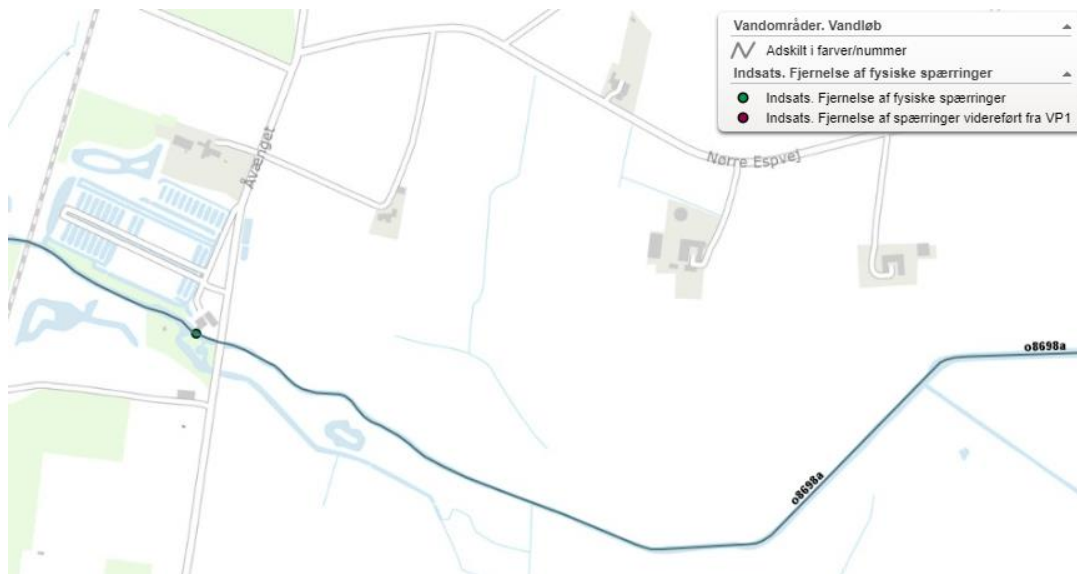 Vandområder. Vandløb
Adskilt i farver/nummer
Indsats. Fjernelse af fysiske spærringer
Indsats. Fjernelse af fysiske spærringer
Indsats. Fjernelse af spærringer videreført fra VP1
Åvænget
Nørre Espvej
o8698a
o8698a